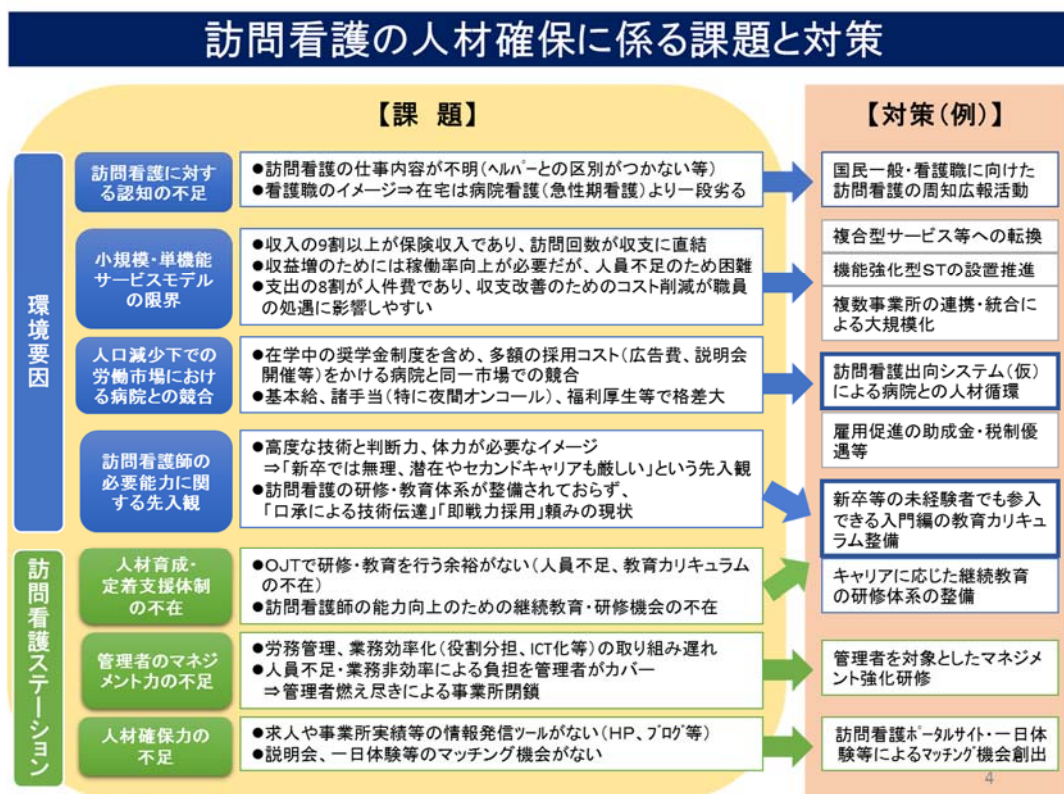 訪問看護の人材確保に係る課題と対策
【課 題】
【対策(例)】
環境要因
訪問看護に対す
る認知の不足
●訪問看護の仕事内容が不明(ﾍﾙﾊﾟｰとの区別がつかない等)
●看護職のイメージ⇒在宅は病院看護(急性期看護)より一段劣る
国民一般・看護職に向けた
訪問看護の周知広報活動
小規模・単機能
サービスモデル
の限界
●収入の9割以上が保険収入であり、訪問回数が収支に直結
●収益増のためには稼働率向上が必要だが、人員不足のため困難
●支出の8割が人件費であり、収支改善のためのコスト削減が職員
の処遇に影響しやすい
複合型サービス等への転換
機能強化型STの設置推進
複数事業所の連携・統合
による大規模化
人口減少下での
労働市場におけ
る病院との競合
●在学中の奨学金制度を含め、多額の採用コスト(広告費、説明会
開催等)をかける病院と同一市場での競合
●基本給、諸手当(特に夜間オンコール)、福利厚生等で格差大
訪問看護出向システム(仮)
による病院との人材循環
雇用促進の助成金・税制優
遇等
訪問看護師の
必要能力に関
する先入観
●高度な技術と判断力、体力が必要なイメージ
⇒「新卒では無理、潜在やセカンドキャリアも厳しい」という先入観
●訪問看護の研修・教育体系が整備されておらず、
「口承による技術伝達」「即戦力採用」頼みの現状
新卒等の未経験者でも参入
できる入門編の教育カリキュ
ラム整備
訪問看護ステーション
人材育成・
定着支援体制
の不在
●OJTで研修・教育を行う余裕がない(人員不足、教育カリキュラム
の不在)
●訪問看護師の能力向上のための継続教育・研修機会の不在
キャリアに応じた継続教育
の研修体系の整備
管理者のマネジ
メント力の不足
●労務管理、業務効率化(役割分担、ICT化等)の取り組み遅れ
●人員不足・業務非効率による負担を管理者がカバー
⇒管理者燃え尽きによる事業所閉鎖
管理者を対象としたマネジメ
ント強化研修
人材確保力の
不足
●求人や事業所実績等の情報発信ﾂｰﾙがない(HP、ﾌﾞﾛｸﾞ等)
●説明会、一日体験等のマッチング機会がない
訪問看護ﾎﾟｰﾀﾙサイト・一日体
験等によるﾏｯﾁﾝｸﾞ機会創出
4